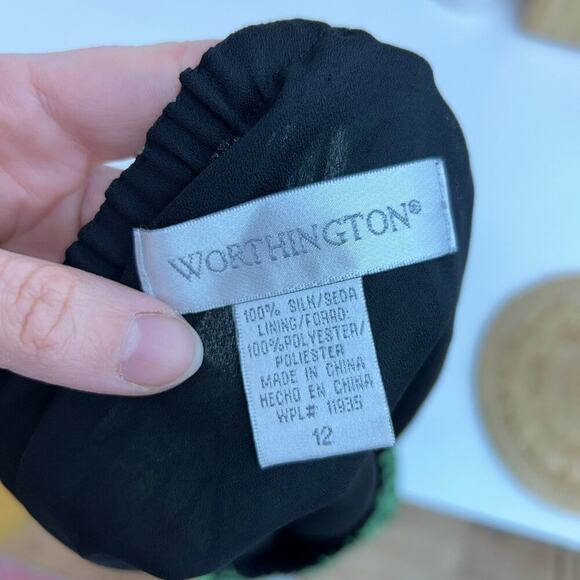 WORTHINGTON®
100% SILK/SEDA
LINING/FORRO:
100%POLYESTER/
POLIESTER
MADE IN CHINA
HECHO EN CHINA
WPL# 11935
12